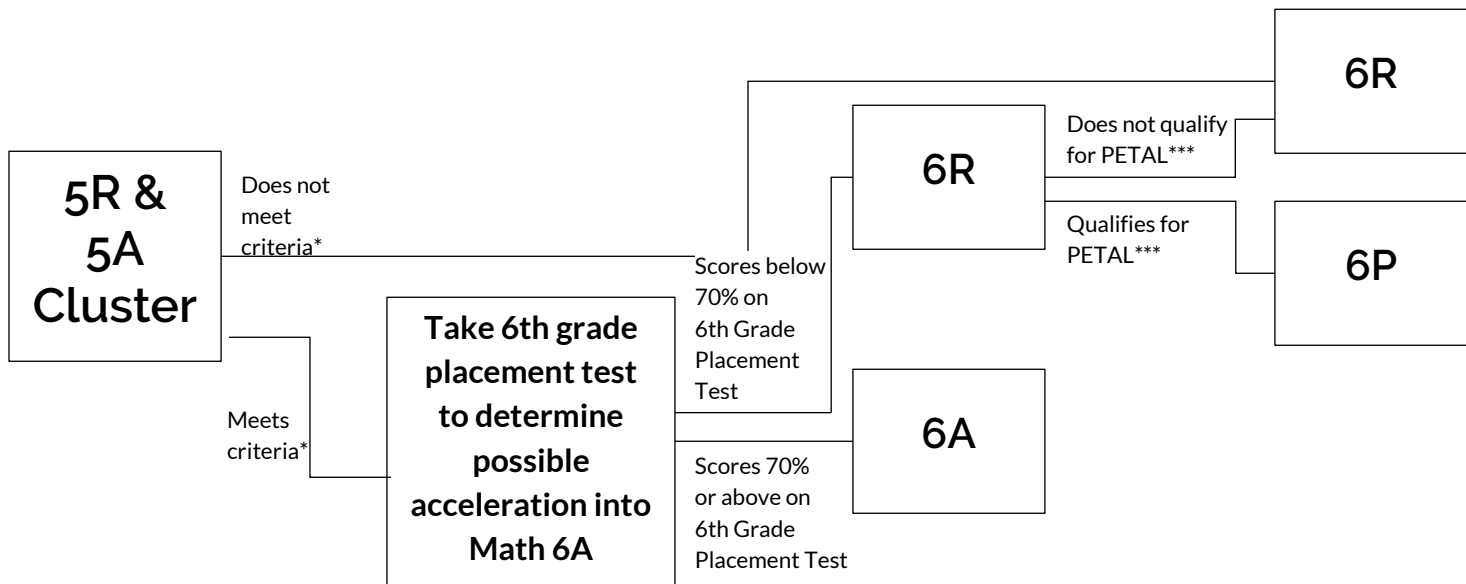 5R &
5A
Cluster
Does not
meet
criteria*
Meets
criteria*
Take 6th grade
placement test
to determine
possible
acceleration into
Math 6A
Scores below
70% on
6th Grade
Placement
Test
Scores 70%
or above on
6th Grade
Placement Test
6R
6A
Does not qualify
for PETAL***
Qualifies for
PETAL***
6R
6P